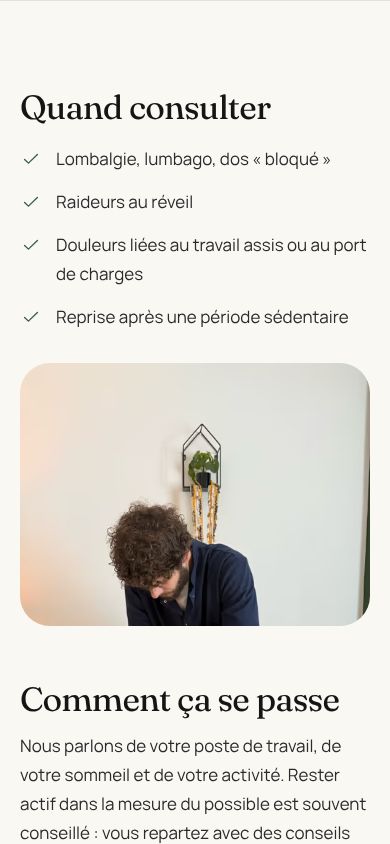 Quand consulter
Lombalgie, lumbago, dos « bloqué »
Raideurs au réveil
Douleurs liées au travail assis ou au port
de charges
Reprise après une période sédentaire
Comment ça se passe
Nous parlons de votre poste de travail, de
votre sommeil et de votre activité. Rester
actif dans la mesure du possible est souvent
conseillé : vous repartez avec des conseils